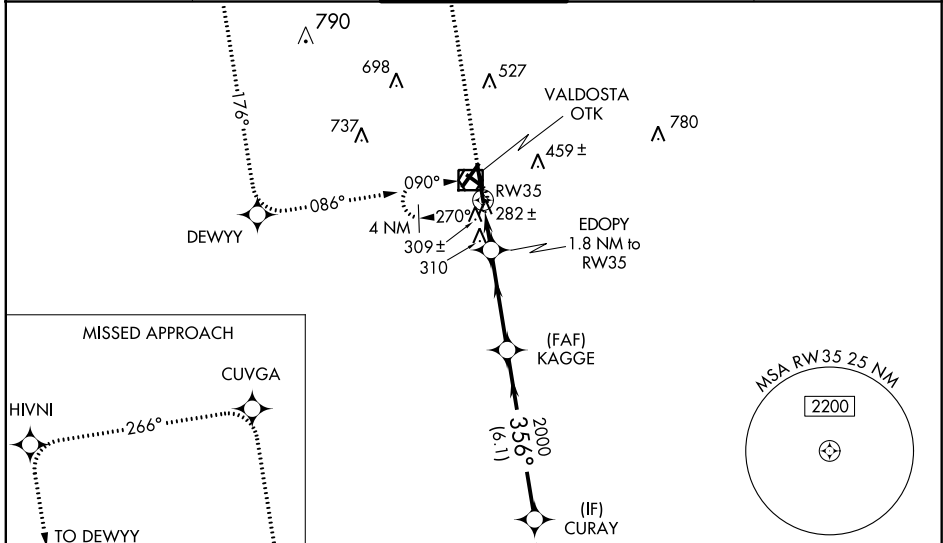 790
698
527
VALDOSTA
OTK
176°
737
780
459 ±
090°
RW35
086°
4 NM
270°
282 ±
DEWYY
309 ±
310
EDOPY
1.8 NM to
RW35
MISSED APPROACH
(FAF)
KAGGE
CUVGA
MSA RW35 25 NM
HIVNI
2200
266°
2000
356°
(6.1)
(IF)
CURAY
TO DEWYY